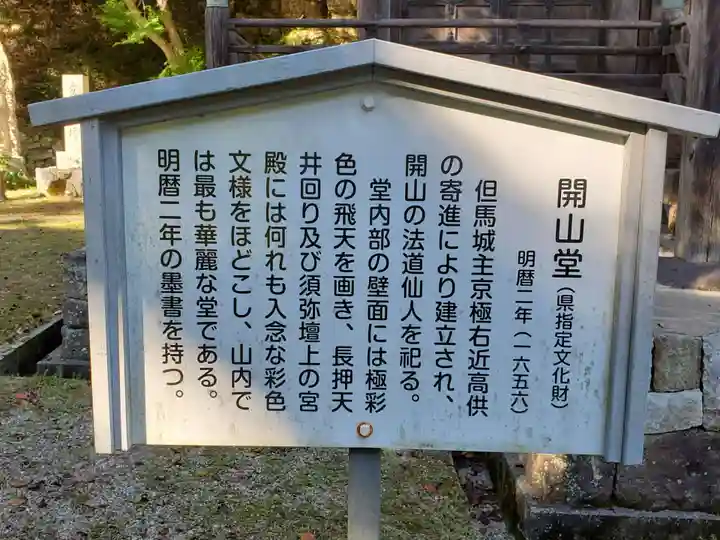 開山堂（県指定文化財）
明暦二年（一六五六）
但馬城主京極右近高供
の寄進により建立され、
開山の法道仙人を祀る。
堂内部の壁面には極彩
色の飛天を画き、長押天
井回り及び須弥壇上の宮
殿には何れも入念な彩色
文様をほどこし、山内で
は最も華麗な堂である。
明暦二年の墨書を持つ。